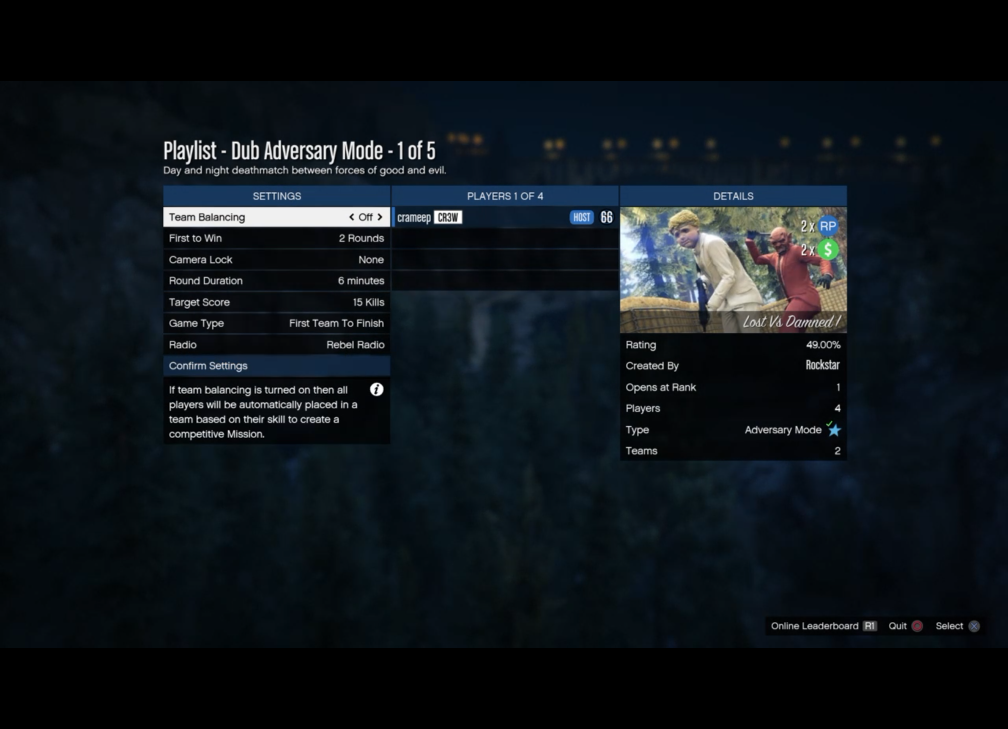 Playlist - Dub Adversary Mode - 1 of 5
Day and night deathmatch between forces of good and evil.
SETTINGS
Team Balancing < Off >
First to Win 2 Rounds
Camera Lock None
Round Duration 6 minutes
Target Score 15 Kills
Game Type First Team To Finish
Radio Rebel Radio
Confirm Settings
If team balancing is turned on then all
players will be automatically placed in a
team based on their skill to create a
competitive Mission.
PLAYERS 1 OF 4
crameep CR3W HOST 66
DETAILS
2 x RP
2 x $
Lost Vs Damned !
Rating 49.00%
Created By Rockstar
Opens at Rank 1
Players 4
Type Adversary Mode
Teams 2
Online Leaderboard R1 Quit Select